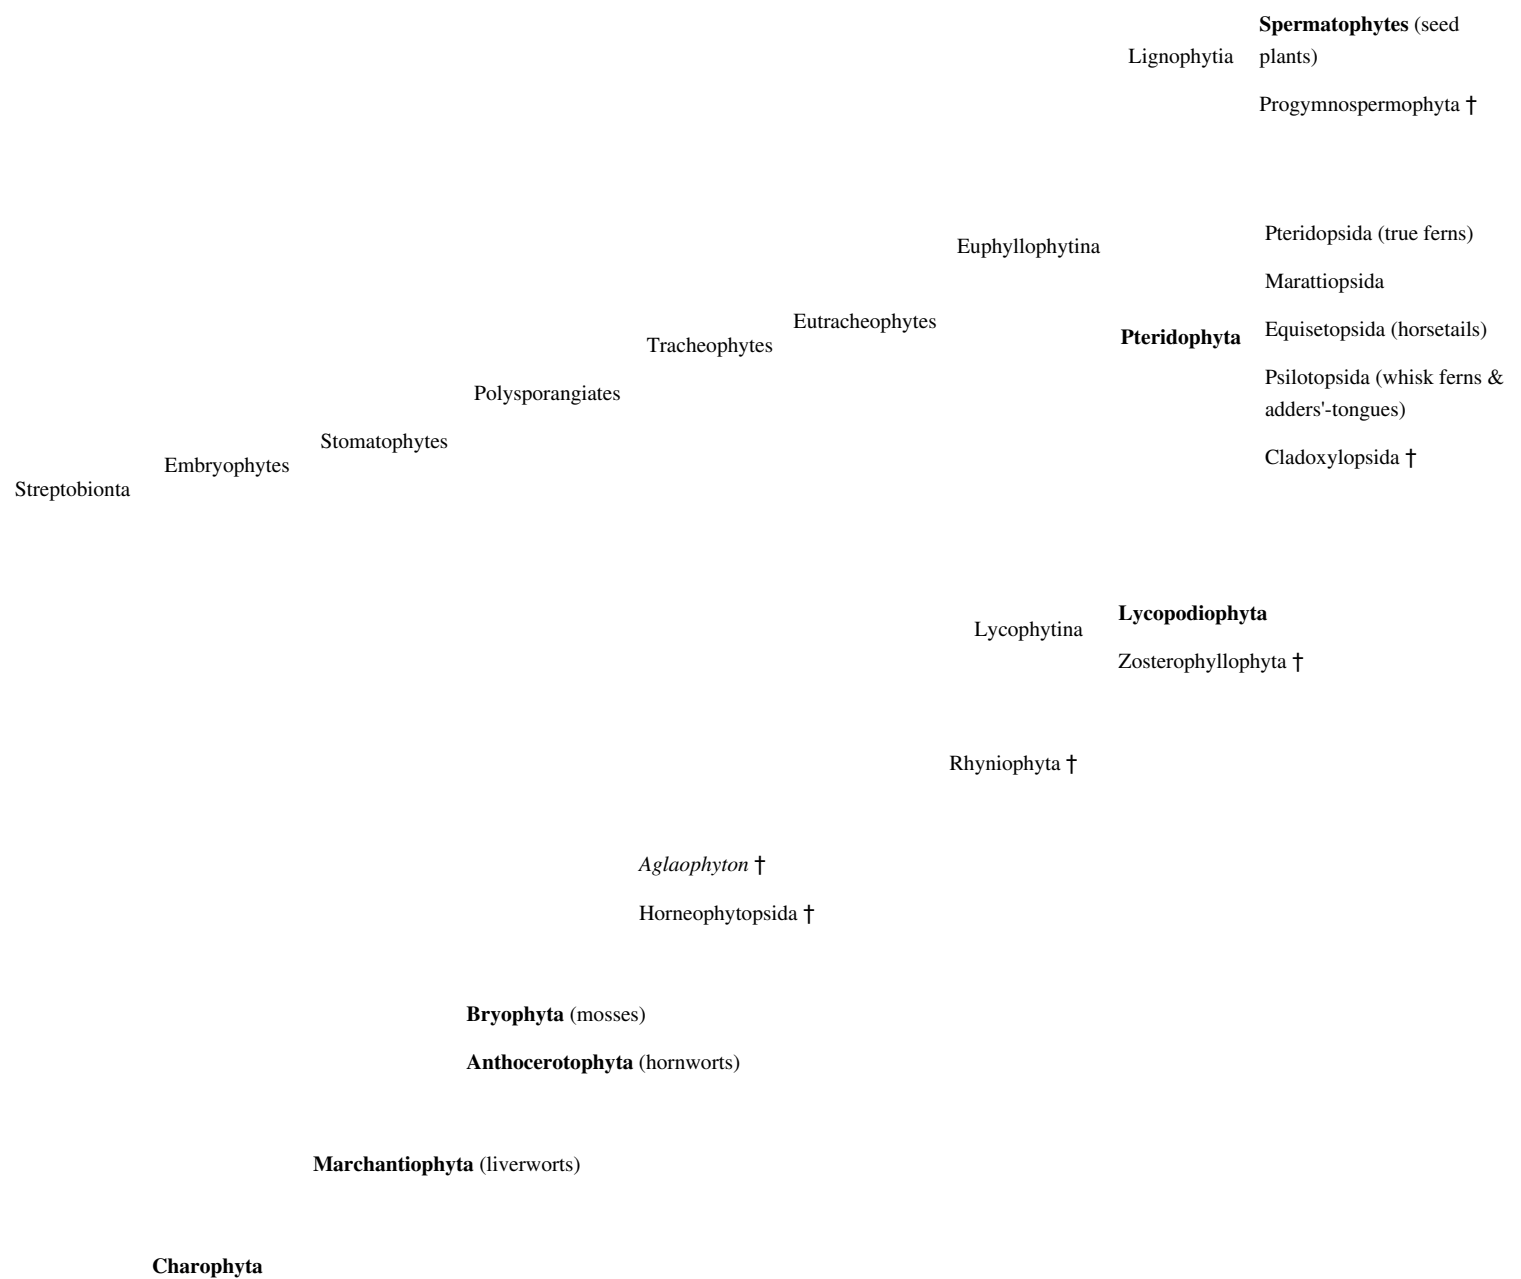 Spermatophytes (seed
plants)
Lignophytia
Progymnospermophyta †
Pteridopsida (true ferns)
Euphyllophytina
Marattiopsida
Eutracheophytes
Equisetopsida (horsetails)
Pteridophyta
Tracheophytes
Psilotopsida (whisk ferns &
adders'-tongues)
Polysporangiates
Stomatophytes
Cladoxylopsida †
Embryophytes
Streptobionta
Lycopodiophyta
Lycophytina
Zosterophyllophyta †
Rhyniophyta †
Aglaophyton †
Horneophytopsida †
Bryophyta (mosses)
Anthocerotophyta (hornworts)
Marchantiophyta (liverworts)
Charophyta